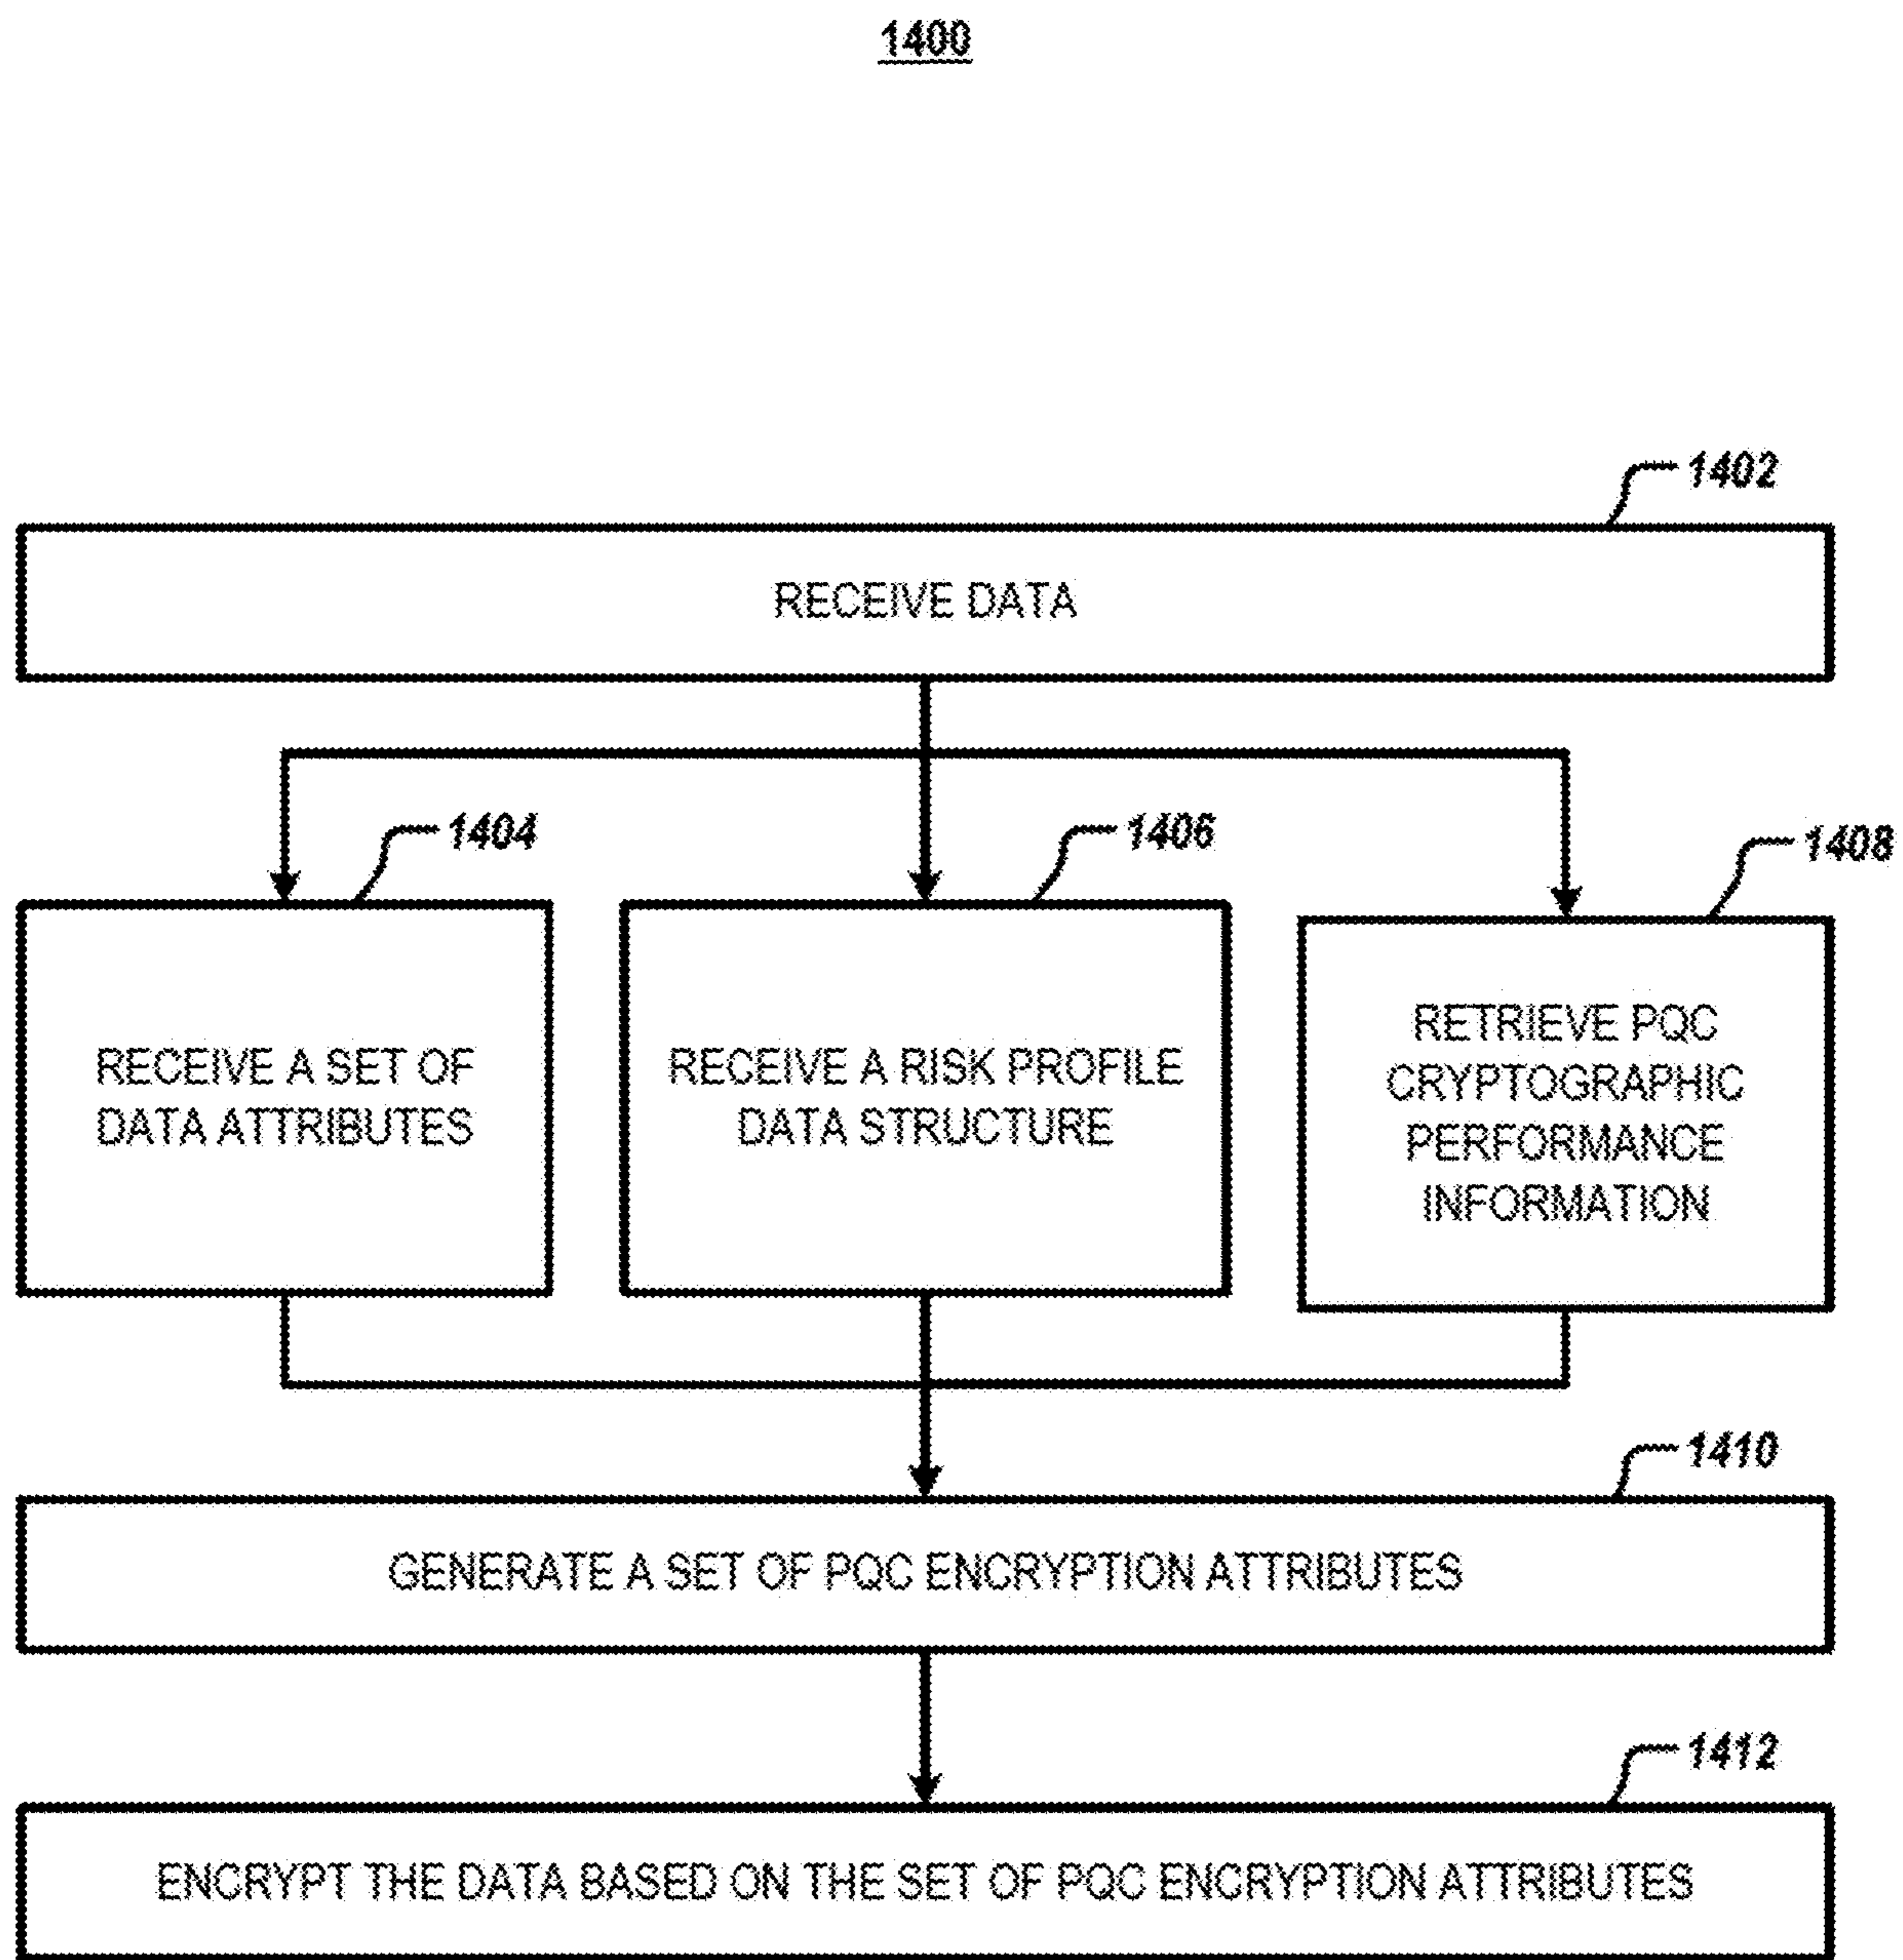 1400
1402
RECEIVE DATA
1404
1406
1408
RECEIVE A SET OF
DATA ATTRIBUTES
RECEIVE A RISK PROFILE
DATA STRUCTURE
RETRIEVE PQC
CRYPTOGRAPHIC
PERFORMANCE
INFORMATION
1410
GENERATE A SET OF PQC ENCRYPTION ATTRIBUTES
1412
ENCRYPT THE DATA BASED ON THE SET OF PQC ENCRYPTION ATTRIBUTES